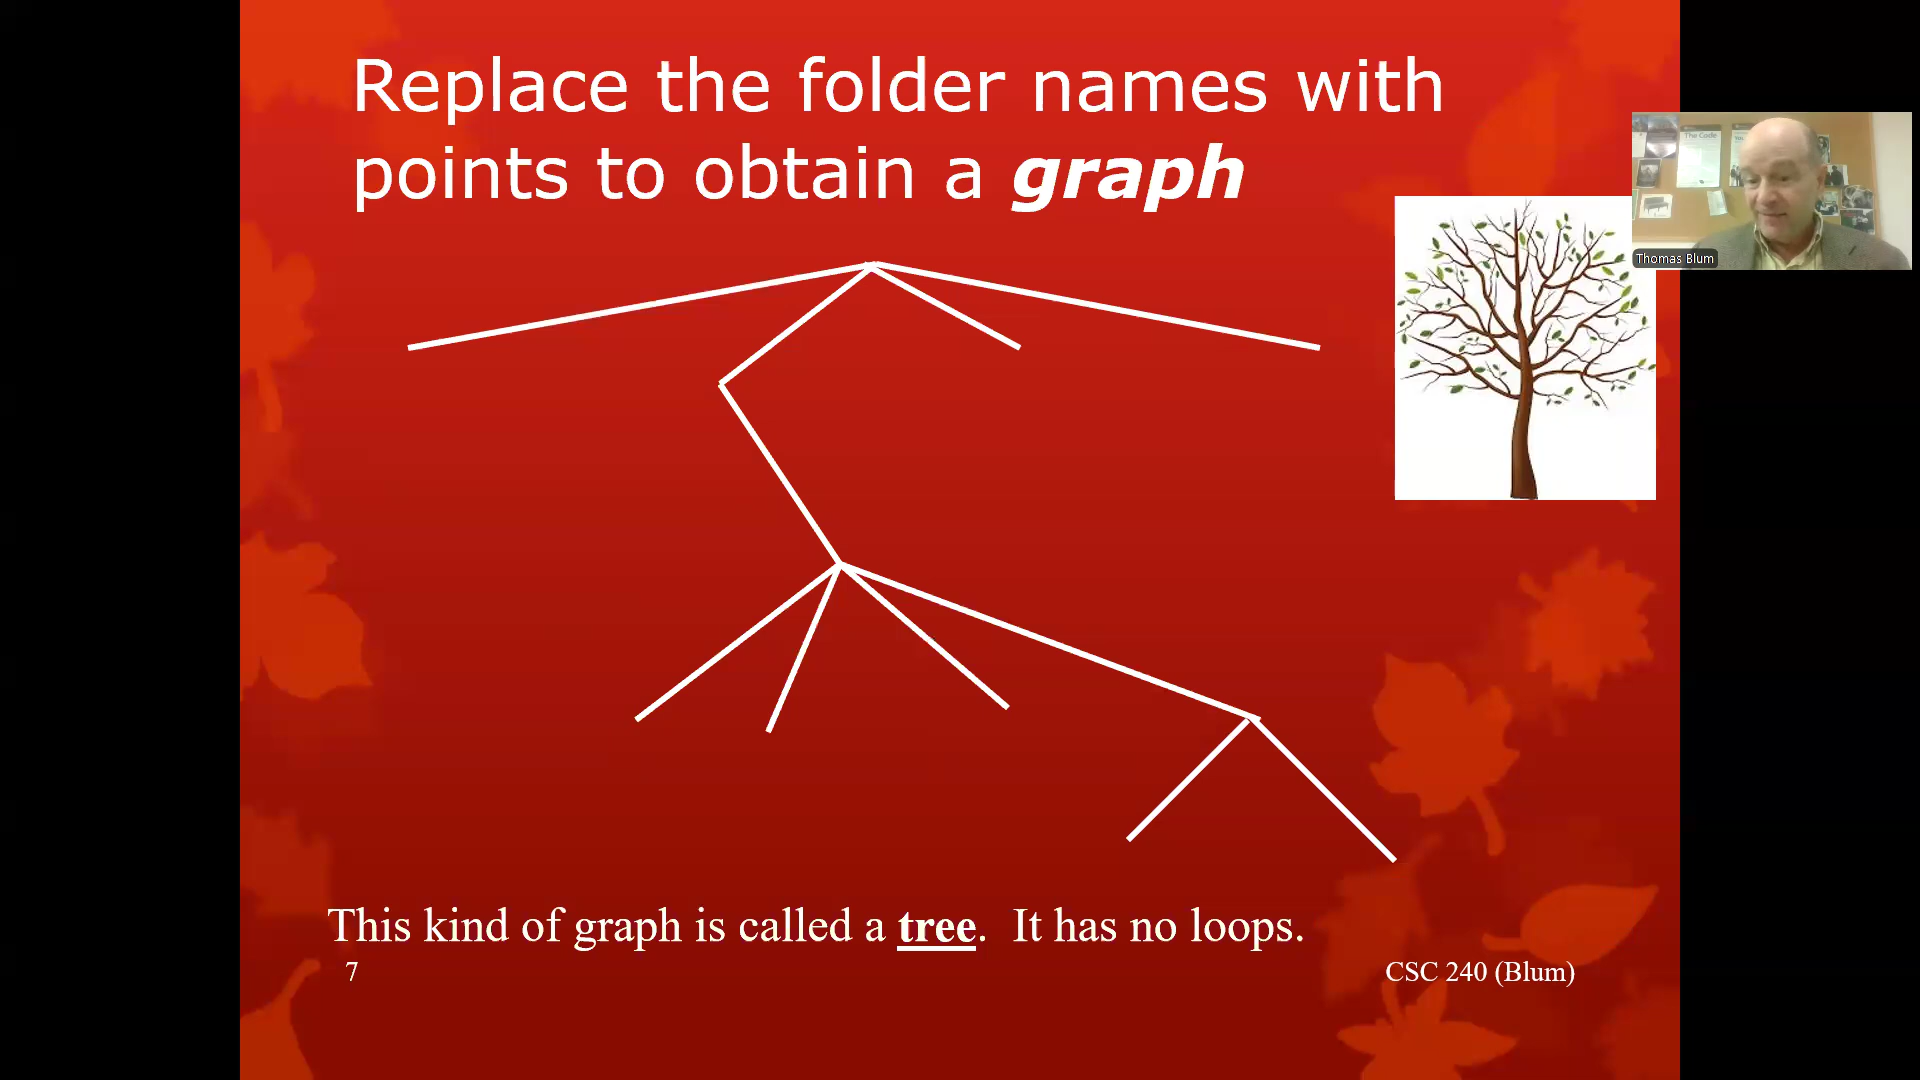 Replace the folder names with
points to obtain a graph
Thomas Blum
This kind of graph is called a tree.  It has no loops.
7
CSC 240 (Blum)